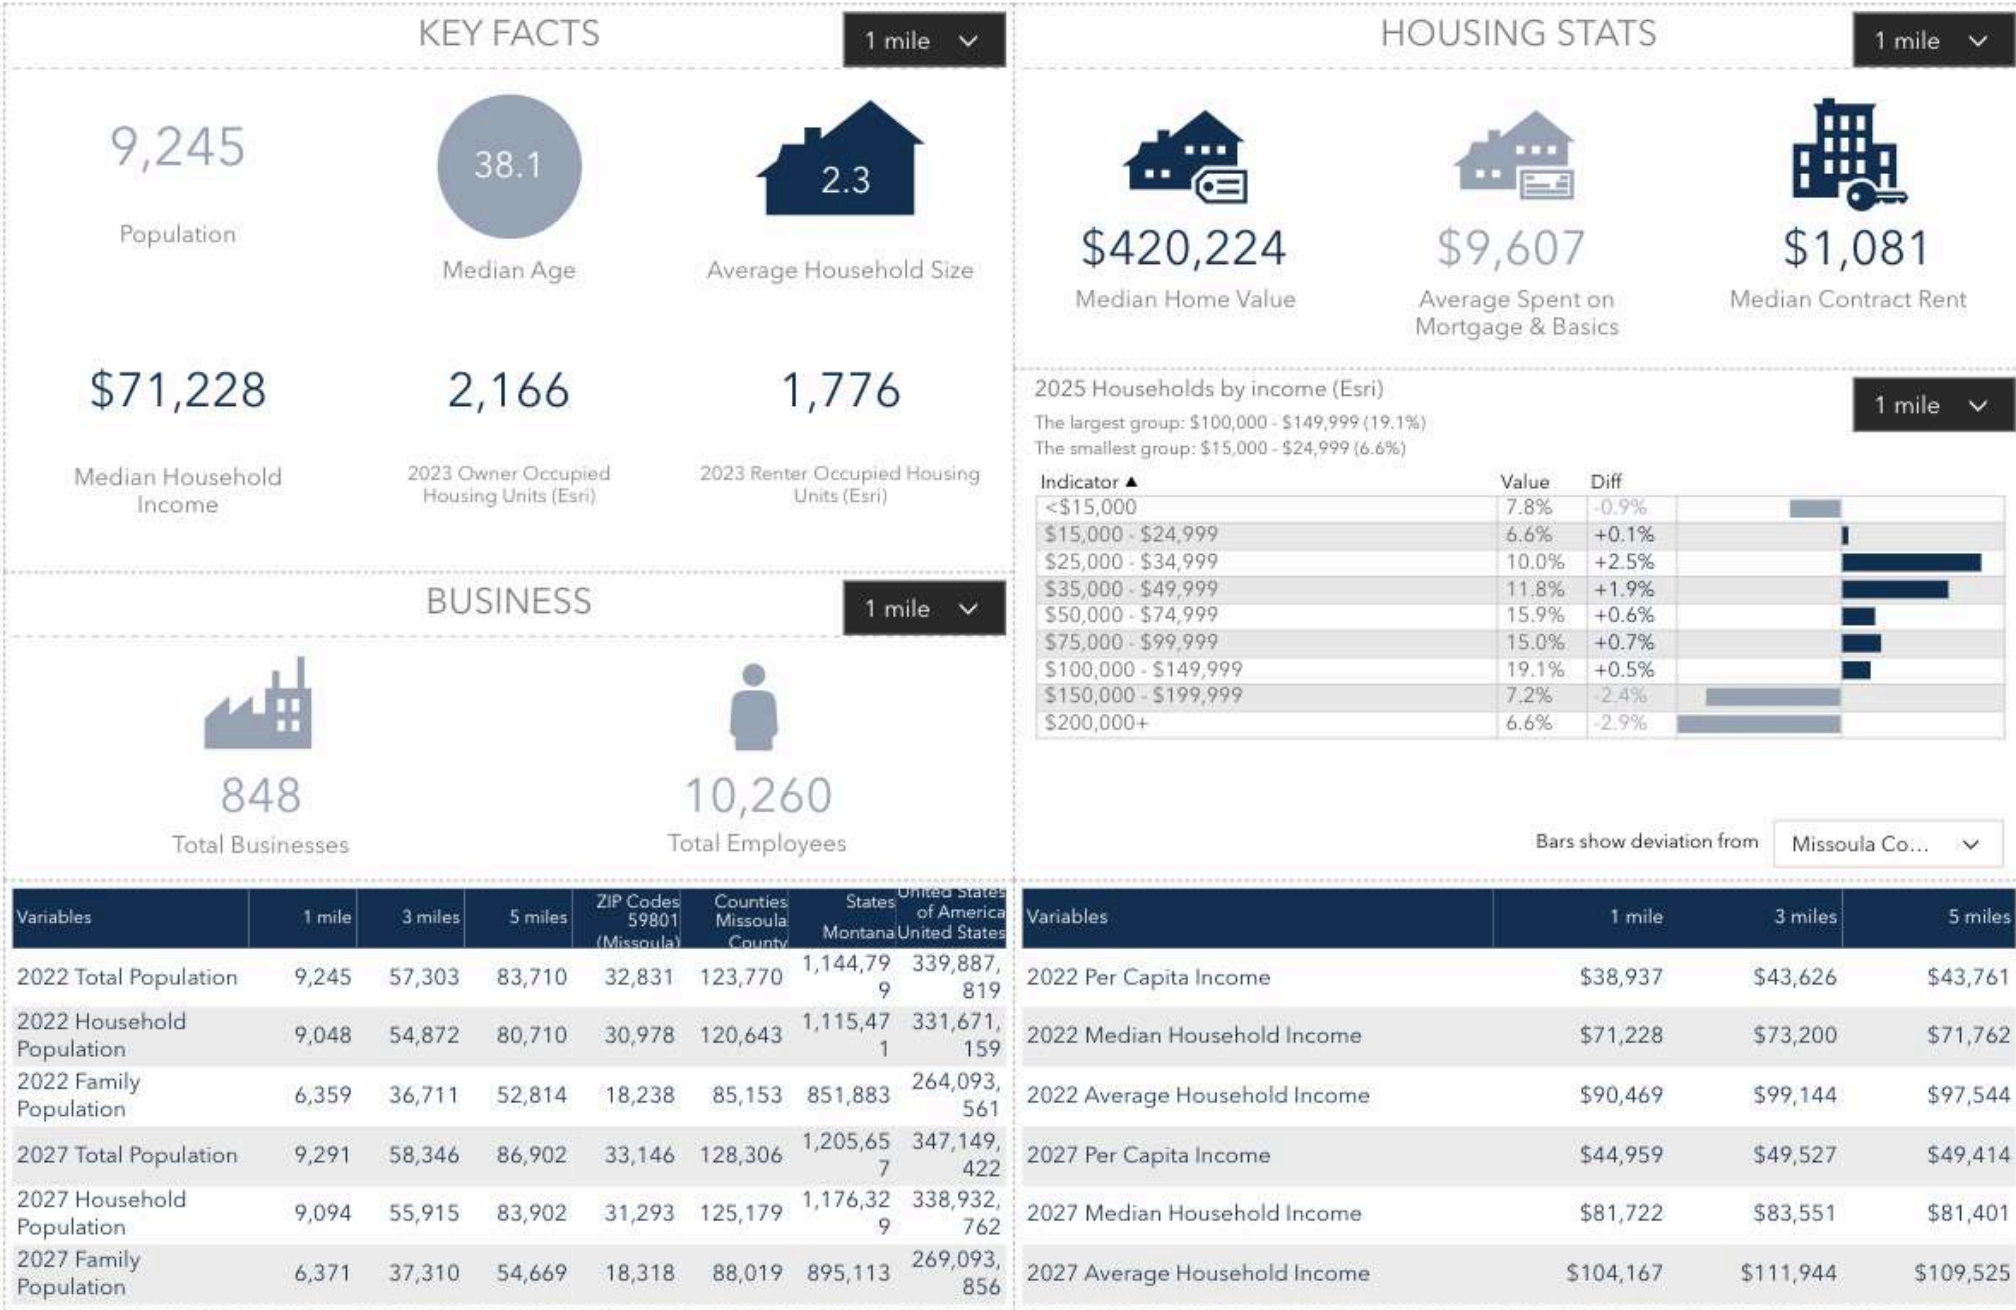 KEY FACTS
1 mile
9,245
Population
38.1
Median Age
2.3
Average Household Size
$71,228
Median Household
Income
2,166
2023 Owner Occupied
Housing Units (Esri)
1,776
2023 Renter Occupied Housing
Units (Esri)
BUSINESS
1 mile
848
Total Businesses
10,260
Total Employees
HOUSING STATS
1 mile
$420,224
Median Home Value
$9,607
Average Spent on
Mortgage & Basics
$1,081
Median Contract Rent
2025 Households by income (Esri)
The largest group: $100,000 - $149,999 (19.1%)
The smallest group: $15,000 - $24,999 (6.6%)
1 mile
Indicator ▲ Value Diff
<$15,000 7.8% -0.9%
$15,000 - $24,999 6.6% +0.1%
$25,000 - $34,999 10.0% +2.5%
$35,000 - $49,999 11.8% +1.9%
$50,000 - $74,999 15.9% +0.6%
$75,000 - $99,999 15.0% +0.7%
$100,000 - $149,999 19.1% +0.5%
$150,000 - $199,999 7.2% -2.4%
$200,000+ 6.6% -2.9%
Bars show deviation from Missoula Co...
Variables 1 mile 3 miles 5 miles ZIP Codes 59801 (Missoula) Counties Missoula County States Montana United States of America United States
2022 Total Population 9,245 57,303 83,710 32,831 123,770 1,144,799 339,887,819
2022 Household Population 9,048 54,872 80,710 30,978 120,643 1,115,471 331,671,159
2022 Family Population 6,359 36,711 52,814 18,238 85,153 851,883 264,093,561
2027 Total Population 9,291 58,346 86,902 33,146 128,306 1,205,657 347,149,422
2027 Household Population 9,094 55,915 83,902 31,293 125,179 1,176,329 338,932,762
2027 Family Population 6,371 37,310 54,669 18,318 88,019 895,113 269,093,856
Variables 1 mile 3 miles 5 miles
2022 Per Capita Income $38,937 $43,626 $43,761
2022 Median Household Income $71,228 $73,200 $71,762
2022 Average Household Income $90,469 $99,144 $97,544
2027 Per Capita Income $44,959 $49,527 $49,414
2027 Median Household Income $81,722 $83,551 $81,401
2027 Average Household Income $104,167 $111,944 $109,525